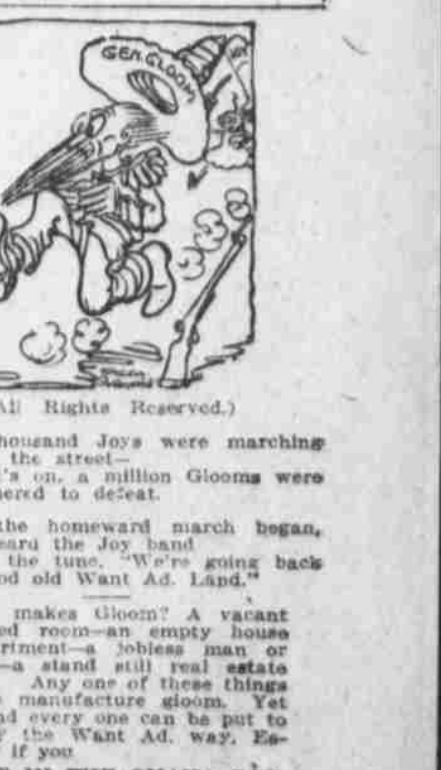 GEN. GLOOM
All Rights Reserved.)
housand Joys were marching
the street—
's on, a million Glooms were
hered to defeat.
the homeward march began,
eard the Joy band
the tune, "We're going back
od old Want Ad. Land."
makes Gloom? A vacant
ed room—an empty house
artment—a jobless man or
—a stand still real estate
Any one of these things
manufacture gloom. Yet
nd every one can be put to
the Want Ad. way. Es-
if you